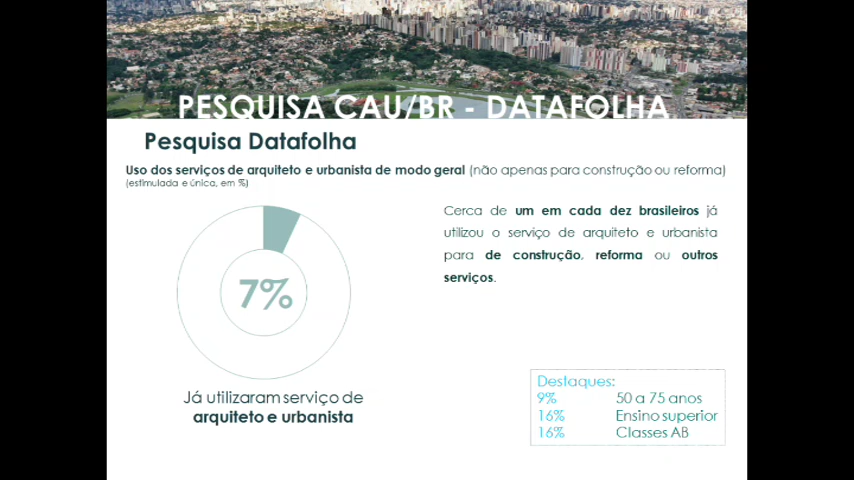 PESQUISA CAU/BR - DATAFOLHA
Pesquisa Datafolha
Uso dos serviços de arquiteto e urbanista de modo geral (não apenas para construção ou reforma)
(estimulada e única, em %)
Cerca de um em cada dez brasileiros já
utilizou o serviço de arquiteto e urbanista
para de construção, reforma ou outros
serviços.
7%
Já utilizaram serviço de
arquiteto e urbanista
Destaques:
9% 50 a 75 anos
16% Ensino superior
16% Classes AB